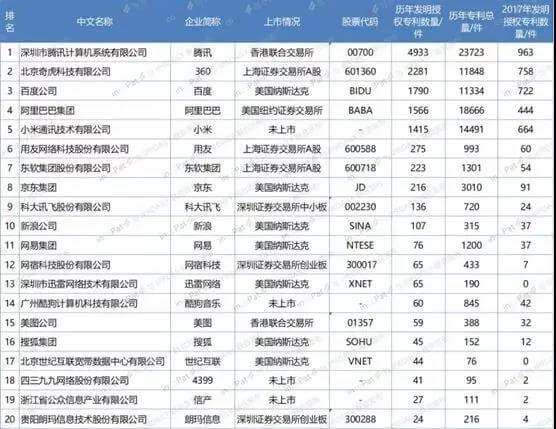 排名 中文名称 企业简称 上市情况 股票代码 历年发明授权专利数量/件 历年专利总量/件 2017年发明授权专利数量/件
1 深圳市腾讯计算机系统有限公司 腾讯 香港联合交易所 00700 4933 23723 963
2 北京奇虎科技有限公司 360 上海证券交易所A股 601360 2281 11848 758
3 百度公司 百度 美国纳斯达克 BIDU 1790 11334 722
4 阿里巴巴集团 阿里巴巴 美国纽约证券交易所 BABA 1566 18666 444
5 小米通讯技术有限公司 小米 未上市 - 1415 14491 664
6 用友网络科技股份有限公司 用友 上海证券交易所A股 600588 275 993 60
7 东软集团股份有限公司 东软集团 上海证券交易所A股 600718 223 1301 54
8 京东集团 京东 美国纳斯达克 JD 216 3010 91
9 科大讯飞股份有限公司 科大讯飞 深圳证券交易所中小板 002230 136 720 24
10 新浪公司 新浪 美国纳斯达克 SINA 107 315 37
11 网易集团 网易 美国纳斯达克 NTESE 76 1200 37
12 网宿科技股份有限公司 网宿科技 深圳证券交易所创业板 300017 65 433 7
13 深圳市迅雷网络技术有限公司 迅雷网络 美国纳斯达克 XNET 65 190 0
14 广州酷狗计算机科技有限公司 酷狗音乐 未上市 - 60 845 42
15 美图公司 美图 香港联合交易所 01357 59 388 32
16 搜狐集团 搜狐 美国纳斯达克 SOHU 45 152 12
17 北京世纪互联宽带数据中心有限公司 世纪互联 美国纳斯达克 VNET 44 76 0
18 四三九九网络股份有限公司 4399 未上市 - 41 95 2
19 浙江省公众信息产业有限公司 信产 未上市 - 27 111 2
20 贵阳朗玛信息技术股份有限公司 朗玛信息 深圳证券交易所创业板 300288 24 216 4